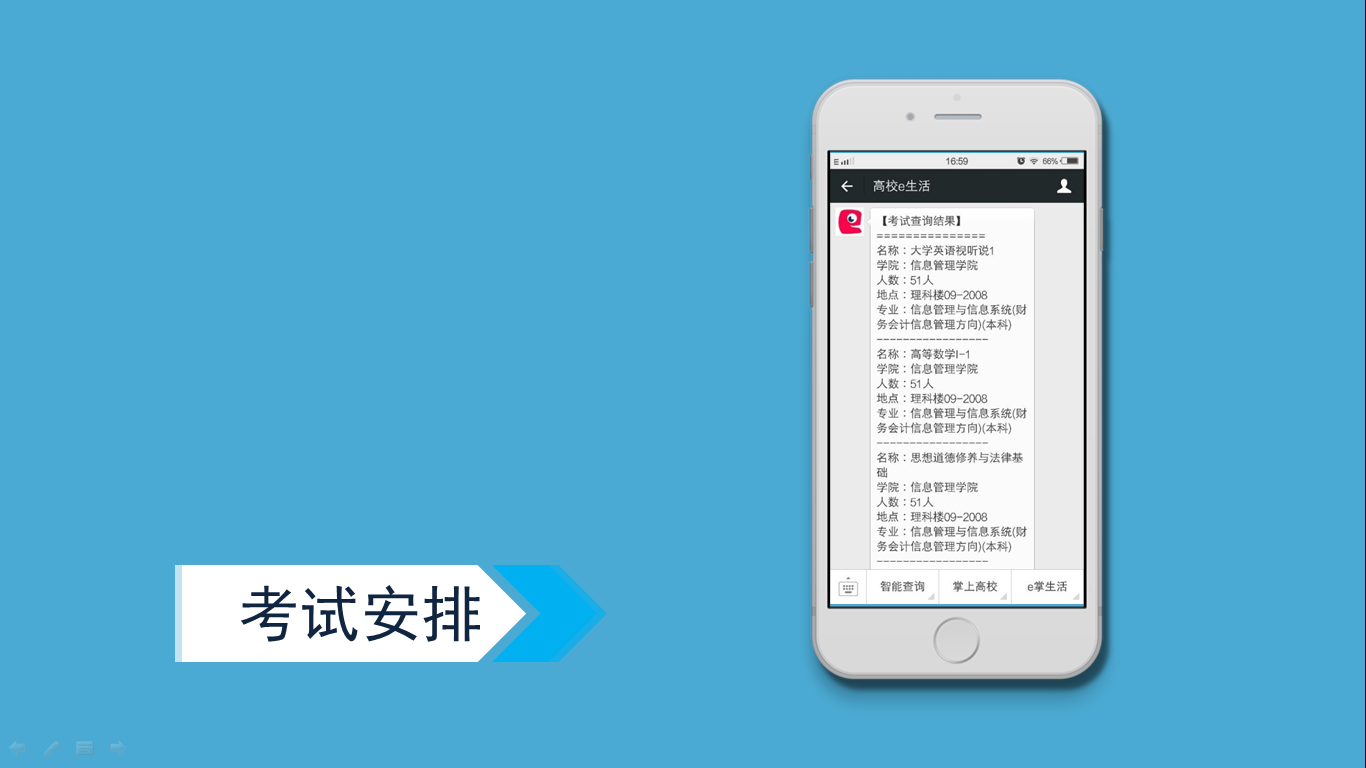 16:59
66%
高校e生活
【考试查询结果】
===============
名称：大学英语视听说1
学院：信息管理学院
人数：51人
地点：理科楼09-2008
专业：信息管理与信息系统(财
务会计信息管理方向)(本科)
-----------------
名称：高等数学I-1
学院：信息管理学院
人数：51人
地点：理科楼09-2008
专业：信息管理与信息系统(财
务会计信息管理方向)(本科)
-----------------
名称：思想道德修养与法律基
础
学院：信息管理学院
人数：51人
地点：理科楼09-2008
专业：信息管理与信息系统(财
务会计信息管理方向)(本科)
-----------------
智能查询
掌上高校
e掌生活
考试安排